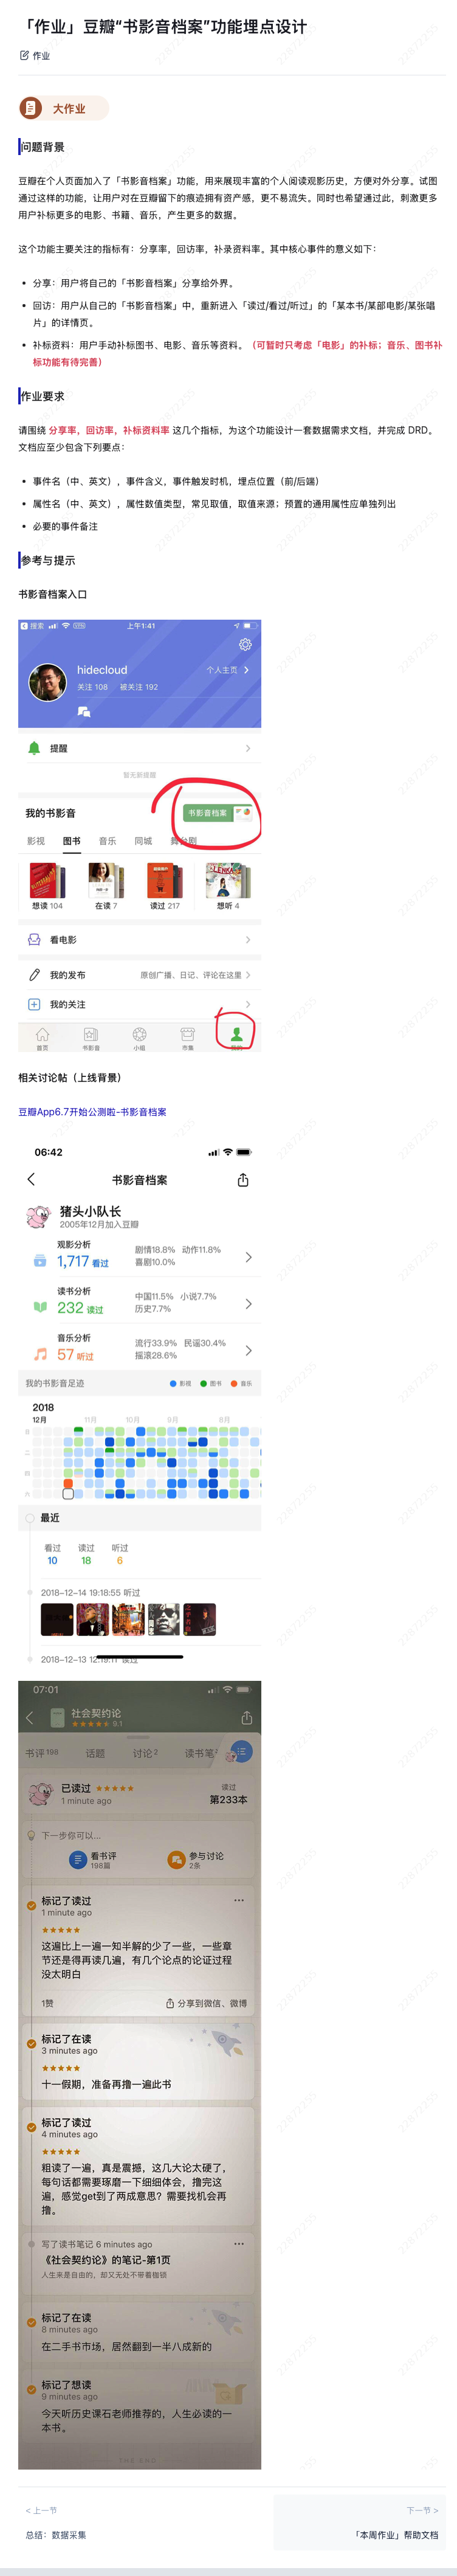 「作业」豆瓣“书影音档案”功能埋点设计
作业
大作业
问题背景
豆瓣在个人页面加入了「书影音档案」功能，用来展现丰富的个人阅读观影历史，方便对外分享。试图
通过这样的功能，让用户对在豆瓣留下的痕迹拥有资产感，更不易流失。同时也希望通过此，刺激更多
用户补标更多的电影、书籍、音乐，产生更多的数据。
这个功能主要关注的指标有：分享率，回访率，补录资料率。其中核心事件的意义如下：
分享：用户将自己的「书影音档案」分享给外界。
回访：用户从自己的「书影音档案」中，重新进入「读过/看过/听过」的「某本书/某部电影/某张唱
片」的详情页。
补标资料：用户手动补标图书、电影、音乐等资料。（可暂时只考虑「电影」的补标；音乐、图书补
标功能有待完善）
作业要求
请围绕 分享率，回访率，补标资料率 这几个指标，为这个功能设计一套数据需求文档，并完成 DRD。
文档应至少包含下列要点：
事件名（中、英文），事件含义，事件触发时机，埋点位置（前/后端）
属性名（中、英文），属性数值类型，常见取值，取值来源；预置的通用属性应单独列出
必要的事件备注
参考与提示
书影音档案入口
搜索
上午1:41
hidecloud
个人主页
关注 108 被关注 192
提醒
暂无新提醒
我的书影音
书影音档案
影视 图书 音乐 同城 舞台剧
想读 104 在读 7 读过 217 想听 4
看电影
我的发布 原创广播、日记、评论在这里
我的关注
首页 书影音 小组 市集 我的
相关讨论帖（上线背景）
豆瓣App6.7开始公测啦-书影音档案
06:42
书影音档案
猪头小队长
2005年12月加入豆瓣
观影分析
1,717 看过
剧情18.8% 动作11.8%
喜剧10.0%
读书分析
232 读过
中国11.5% 小说7.7%
历史7.7%
音乐分析
57 听过
流行33.9% 民谣30.4%
摇滚28.6%
我的书影音足迹 影视 图书 音乐
2018
12月 11月 10月 9月 8月
日
二
四
六
最近
看过 读过 听过
10 18 6
2018-12-14 19:18:55 听过
2018-12-13 12:19:11 读过
07:01
社会契约论
9.1
书评198 话题 讨论2 读书笔
已读过
1 minute ago
读过
第233本
下一步你可以...
看书评
198篇
参与讨论
2条
标记了读过
1 minute ago
这遍比上一遍一知半解的少了一些，一些章
节还是得再读几遍，有几个论点的论证过程
没太明白
1赞 分享到微信、微博
标记了在读
3 minutes ago
十一假期，准备再撸一遍此书
标记了读过
4 minutes ago
粗读了一遍，真是震撼，这几大论太硬了，
每句话都需要琢磨一下细细体会，撸完这
遍，感觉get到了两成意思？需要找机会再
撸。
写了读书笔记 6 minutes ago
《社会契约论》的笔记-第1页
人生来是自由的，却又无处不带着枷锁
标记了在读
8 minutes ago
在二手书市场，居然翻到一半八成新的
标记了想读
9 minutes ago
今天听历史课石老师推荐的，人生必读的一
本书。
THE END
< 上一节
总结：数据采集
下一节 >
「本周作业」帮助文档
22872255